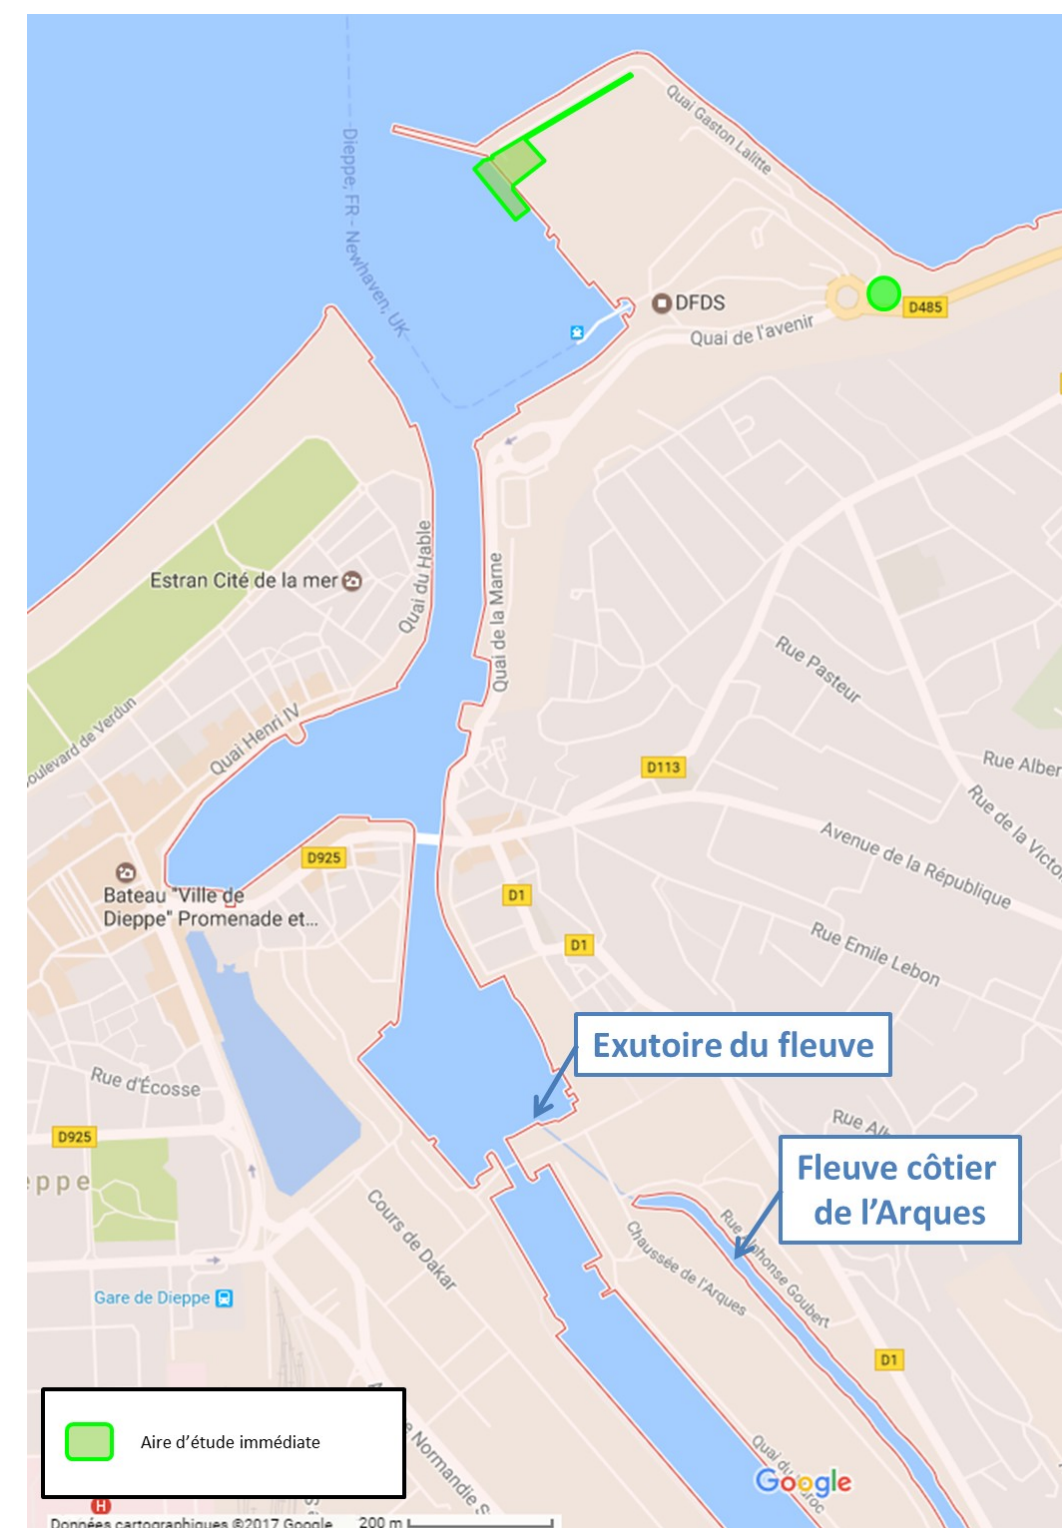 Quai Gaston Lalitte
Dieppe, FR - Newhaven, UK
DFDS
D485
Quai de l'avenir
Estran Cité de la mer
Quai du Hable
Quai de la Marne
Rue Pasteur
Quai Henri IV
oulevard de Verdun
D113
Rue Alber
Rue de la Victo
D925
Avenue de la République
Bateau "Ville de
Dieppe" Promenade et...
D1
D1
Rue Emile Lebon
Exutoire du fleuve
Rue d'Écosse
Rue Alb
D925
Fleuve côtier
de l'Arques
eppe
Cours de Dakar
Chaussée de l'Arques
Rue Alphonse Goubert
Gare de Dieppe
D1
Aire d'étude immédiate
e Normandie S
Quai du Maroc
Google
H
Données cartographiques ©2017 Google
200 m